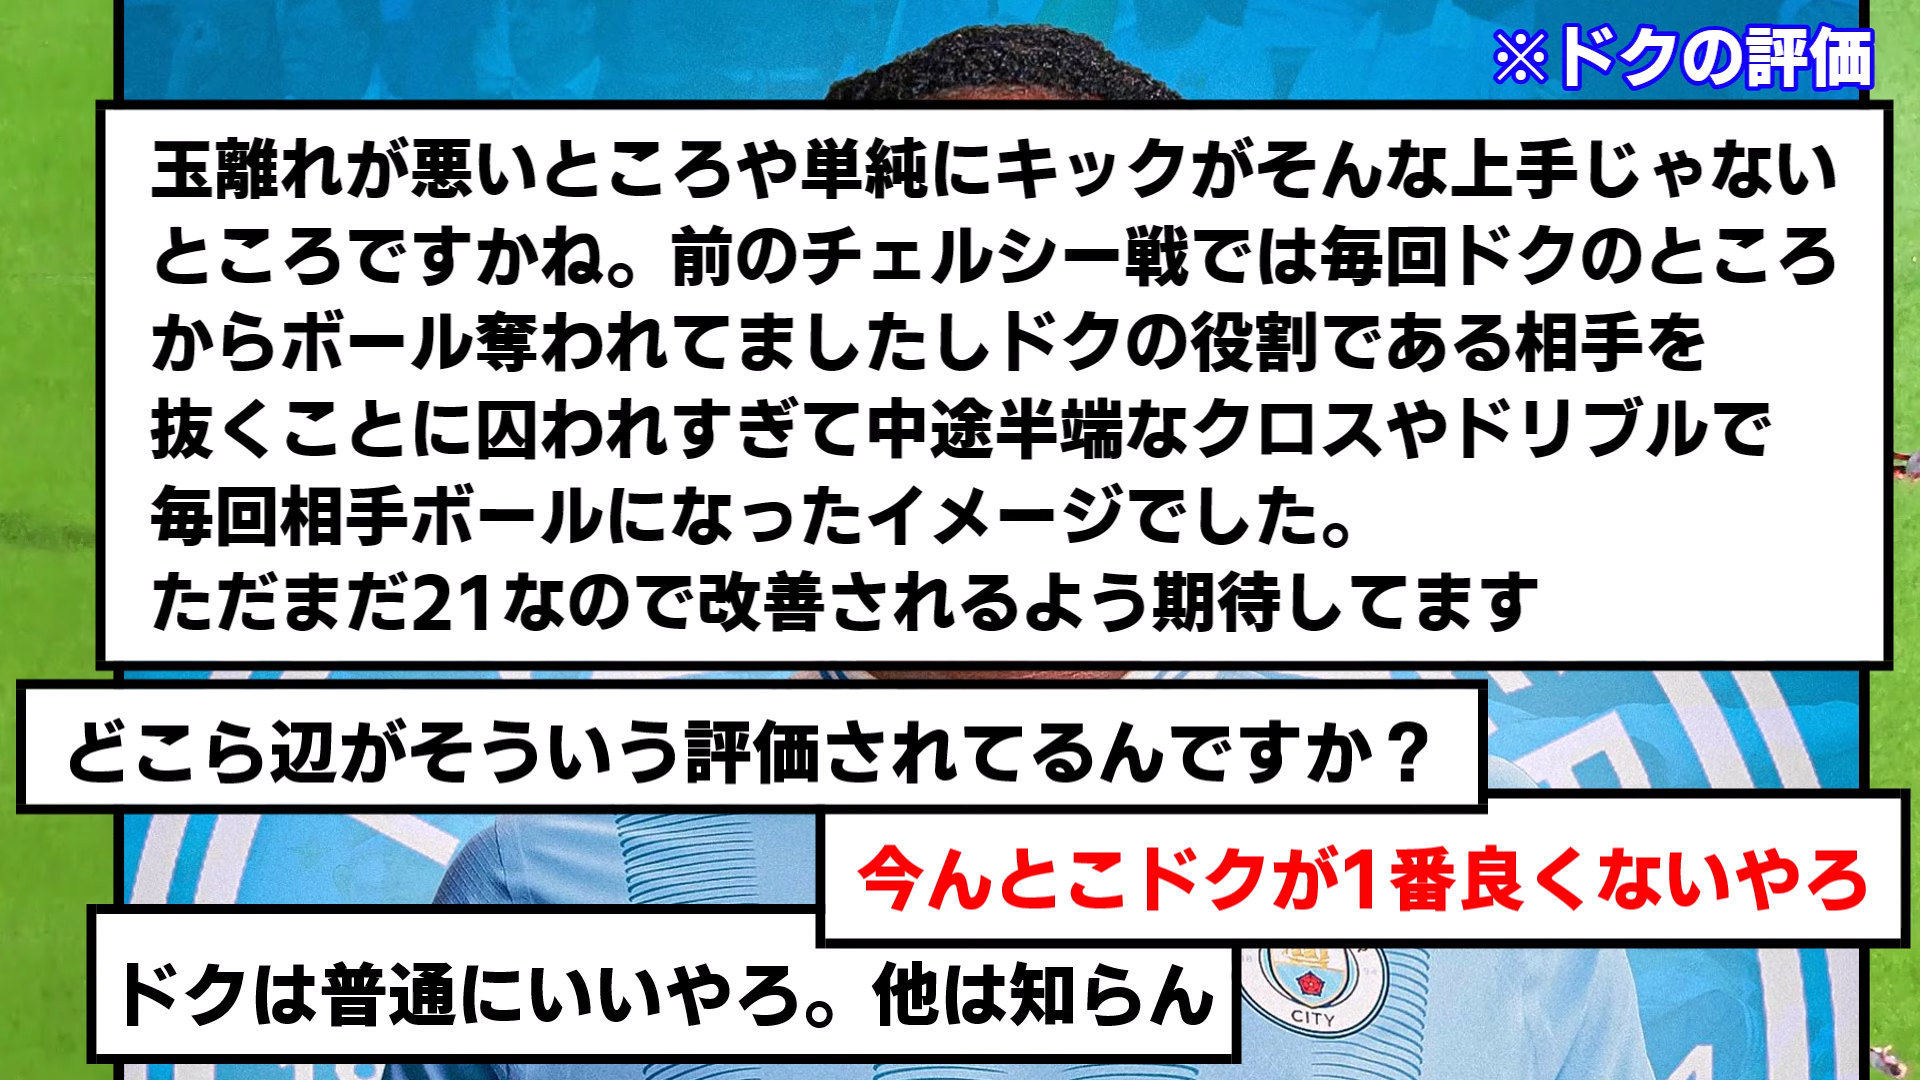 ※ドクの評価
玉離れが悪いところや単純にキックがそんな上手じゃない
ところですかね。前のチェルシー戦では毎回ドクのところ
からボール奪われてましたしドクの役割である相手を
抜くことに囚われすぎて中途半端なクロスやドリブルで
毎回相手ボールになったイメージでした。
ただまだ21なので改善されるよう期待してます
どこら辺がそういう評価されてるんですか？
今んとこドクが1番良くないやろ
ドクは普通にいいやろ。他は知らん
CITY